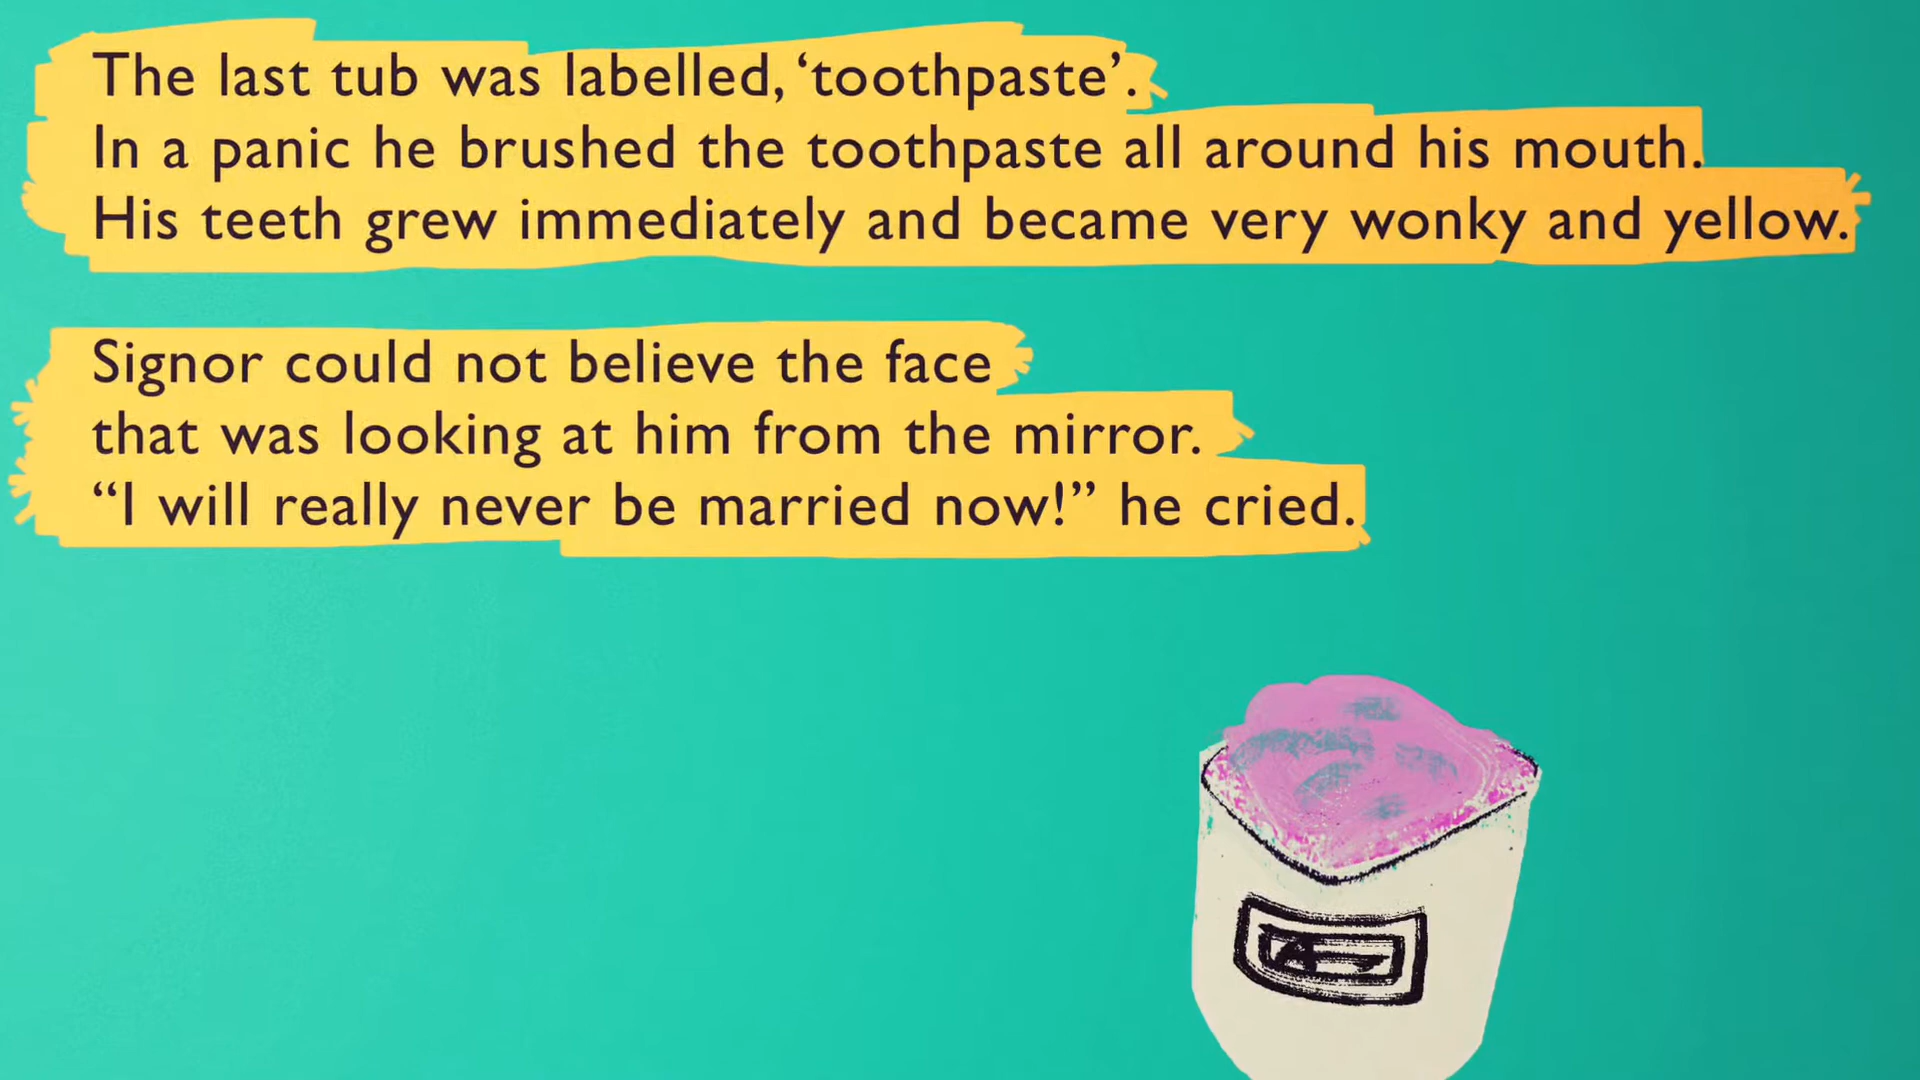 The last tub was labelled, ‘toothpaste’.
In a panic he brushed the toothpaste all around his mouth.
His teeth grew immediately and became very wonky and yellow.
Signor could not believe the face
that was looking at him from the mirror.
“I will really never be married now!” he cried.